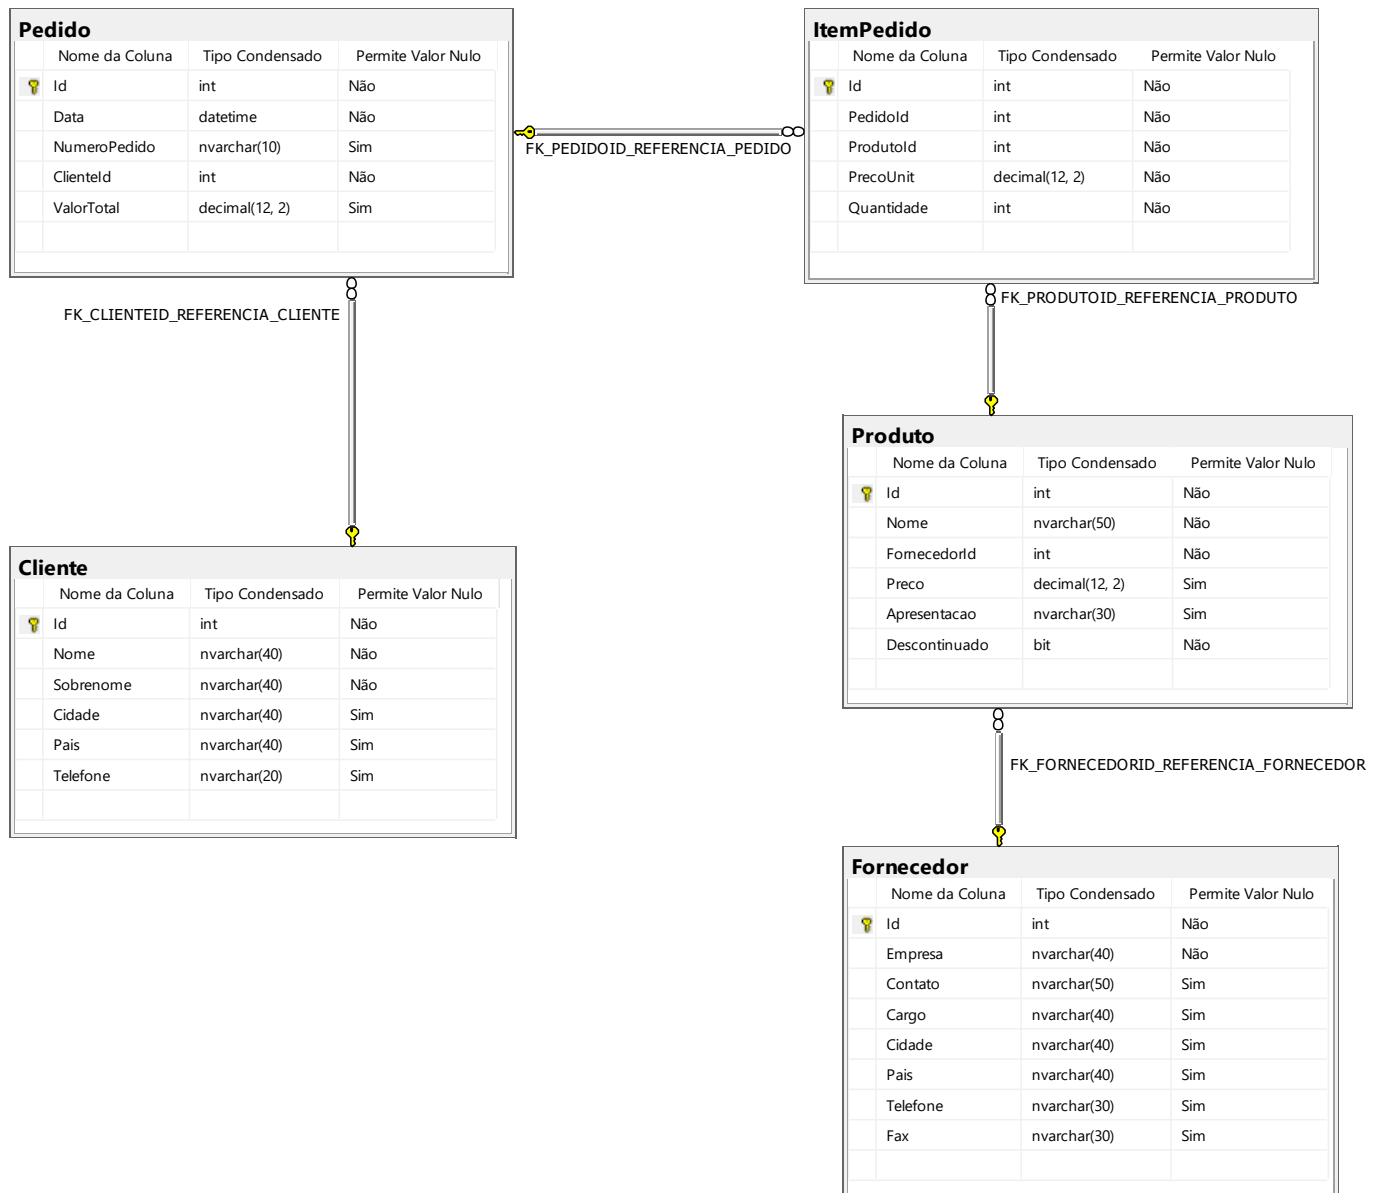 Pedido
Nome da Coluna Tipo Condensado Permite Valor Nulo
Id int Não
Data datetime Não
NumeroPedido nvarchar(10) Sim
ClienteId int Não
ValorTotal decimal(12, 2) Sim
FK_PEDIDOID_REFERENCIA_PEDIDO
ItemPedido
Nome da Coluna Tipo Condensado Permite Valor Nulo
Id int Não
PedidoId int Não
ProdutoId int Não
PrecoUnit decimal(12, 2) Não
Quantidade int Não
FK_CLIENTEID_REFERENCIA_CLIENTE
FK_PRODUTOID_REFERENCIA_PRODUTO
Cliente
Nome da Coluna Tipo Condensado Permite Valor Nulo
Id int Não
Nome nvarchar(40) Não
Sobrenome nvarchar(40) Não
Cidade nvarchar(40) Sim
Pais nvarchar(40) Sim
Telefone nvarchar(20) Sim
Produto
Nome da Coluna Tipo Condensado Permite Valor Nulo
Id int Não
Nome nvarchar(50) Não
FornecedorId int Não
Preco decimal(12, 2) Sim
Apresentacao nvarchar(30) Sim
Descontinuado bit Não
FK_FORNECEDORID_REFERENCIA_FORNECEDOR
Fornecedor
Nome da Coluna Tipo Condensado Permite Valor Nulo
Id int Não
Empresa nvarchar(40) Não
Contato nvarchar(50) Sim
Cargo nvarchar(40) Sim
Cidade nvarchar(40) Sim
Pais nvarchar(40) Sim
Telefone nvarchar(30) Sim
Fax nvarchar(30) Sim